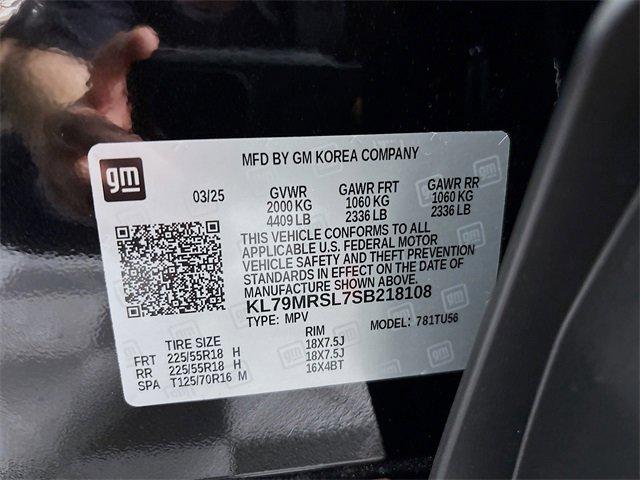 gm
MFD BY GM KOREA COMPANY
03/25 GVWR GAWR FRT GAWR RR
2000 KG 1060 KG 1060 KG
4409 LB 2336 LB 2336 LB
THIS VEHICLE CONFORMS TO ALL
APPLICABLE U.S. FEDERAL MOTOR
VEHICLE SAFETY AND THEFT PREVENTION
STANDARDS IN EFFECT ON THE DATE OF
MANUFACTURE SHOWN ABOVE.
KL79MRSL7SB218108
TYPE: MPV MODEL: 781TU56
TIRE SIZE RIM
FRT 225/55R18 H 18X7.5J
RR 225/55R18 H 18X7.5J
SPA T125/70R16 M 16X4BT